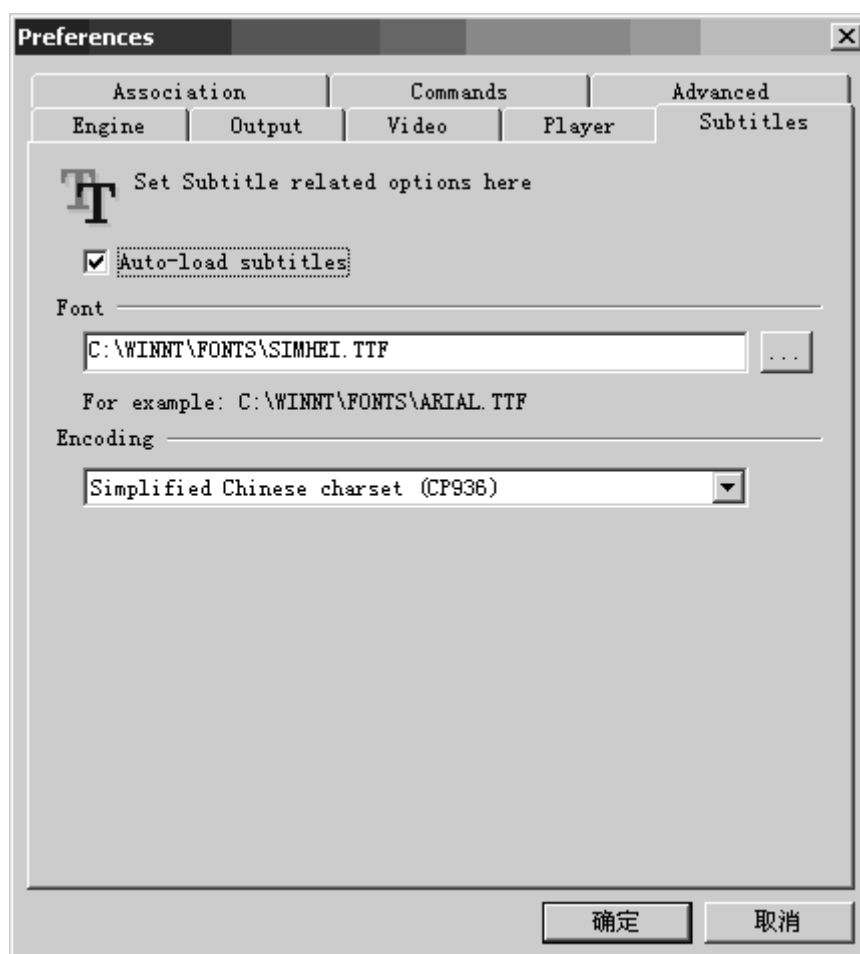 Preferences
Association Commands Advanced
Engine Output Video Player Subtitles
Set Subtitle related options here
Auto-load subtitles
Font
C:\WINNT\FONTS\SIMHEI.TTF ...
For example: C:\WINNT\FONTS\ARIAL.TTF
Encoding
Simplified Chinese charset (CP936)
确定 取消